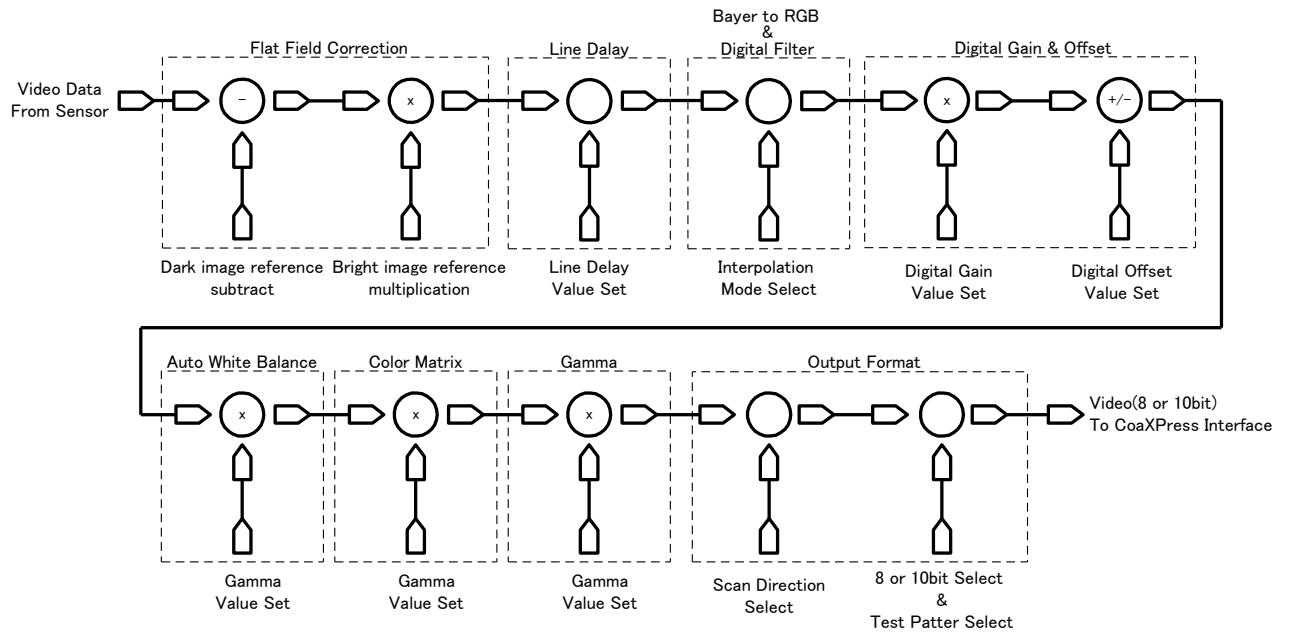 Bayer to RGB
&
Flat Field Correction
Line Dalay
Digital Filter
Digital Gain & Offset
Video Data
From Sensor
-
x
x
+/-
Dark image reference
subtract
Bright image reference
multiplication
Line Delay
Value Set
Interpolation
Mode Select
Digital Gain
Value Set
Digital Offset
Value Set
Auto White Balance
Color Matrix
Gamma
Output Format
x
x
x
Video(8 or 10bit)
To CoaXPress Interface
Gamma
Value Set
Gamma
Value Set
Gamma
Value Set
Scan Direction
Select
8 or 10bit Select
&
Test Patter Select